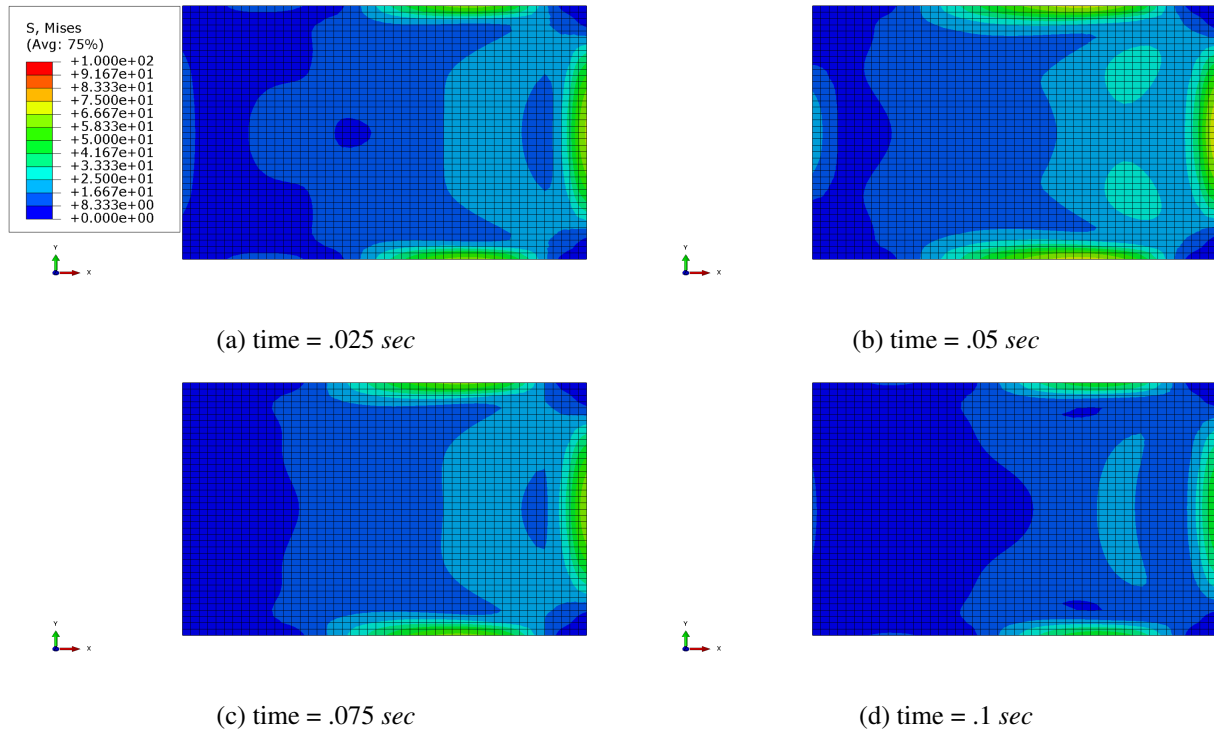 S, Mises
(Avg: 75%)
+1.000e+02
+9.167e+01
+8.333e+01
+7.500e+01
+6.667e+01
+5.833e+01
+5.000e+01
+4.167e+01
+3.333e+01
+2.500e+01
+1.667e+01
+8.333e+00
+0.000e+00
Y
X
Y
X
(a) time = .025 sec
(b) time = .05 sec
Y
X
Y
X
(c) time = .075 sec
(d) time = .1 sec